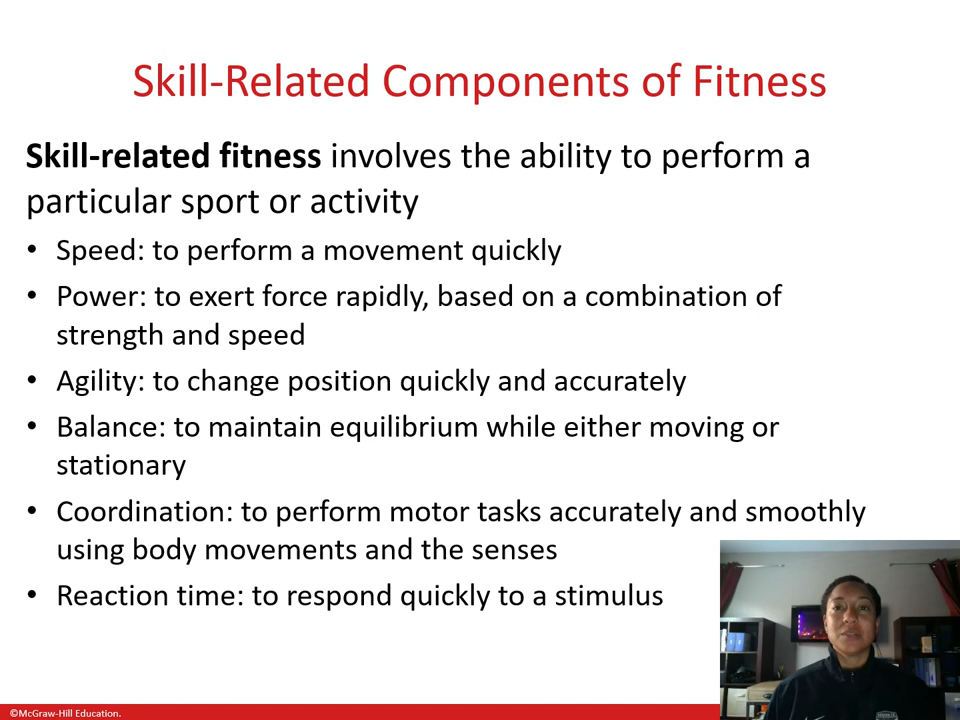 Skill-Related Components of Fitness
Skill-related fitness involves the ability to perform a
particular sport or activity
• Speed: to perform a movement quickly
• Power: to exert force rapidly, based on a combination of
strength and speed
• Agility: to change position quickly and accurately
• Balance: to maintain equilibrium while either moving or
stationary
• Coordination: to perform motor tasks accurately and smoothly
using body movements and the senses
• Reaction time: to respond quickly to a stimulus
©McGraw-Hill Education.